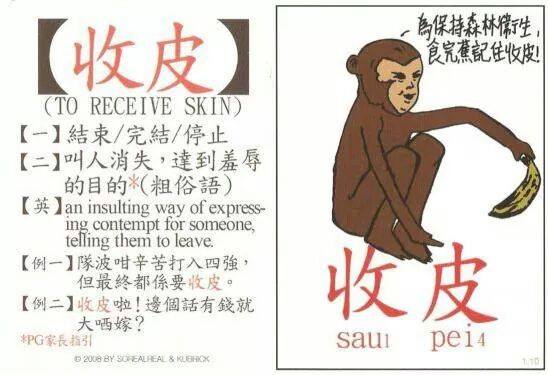 【收皮】
(TO RECEIVE SKIN)
【一】結束/完結/停止
【二】叫人消失，達到羞辱
的目的*(粗俗語)
【英】an insulting way of express-
ing contempt for someone,
telling them to leave.
【例一】隊波咁辛苦打入四強，
但最終都係要收皮。
【例二】收皮啦！邊個話有錢就
大哂嫁？
*PG家長指引
© 2008 BY SOREALREAL & KUBRICK
為保持森林衛生，
食完蕉記住收皮!
收皮
sau1 pei4
1.10